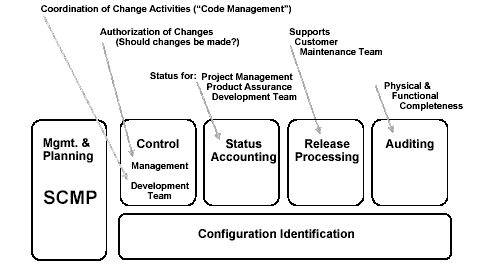 Coordination of Change Activities (“Code Management”)
Authorization of Changes
(Should changes be made?)
Supports
Customer
Maintenance Team
Status for: Project Management
Product Assurance
Development Team
Physical &
Functional
Completeness
Mgmt. &
Planning
SCMP
Control
Management
Development
Team
Status
Accounting
Release
Processing
Auditing
Configuration Identification